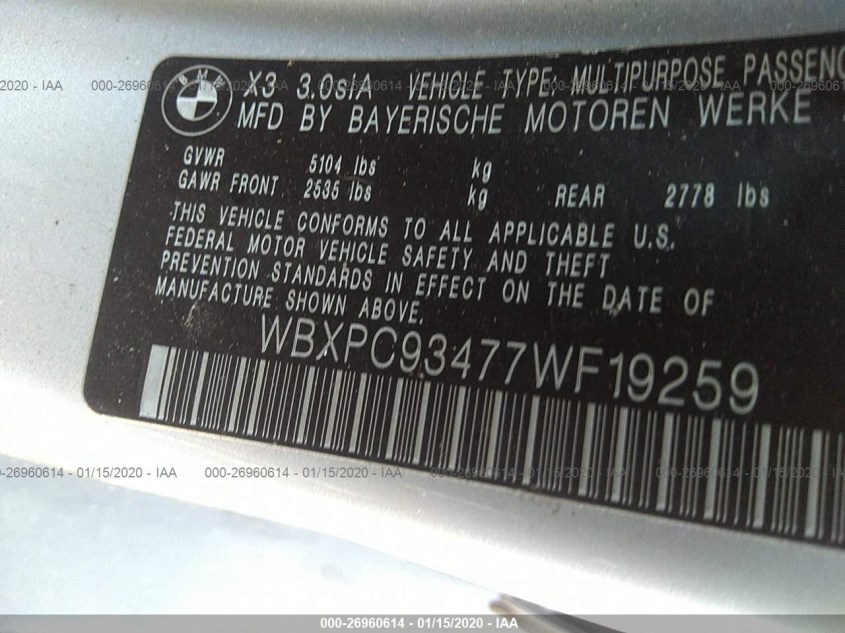 BMW X3 3.0si/A VEHICLE TYPE: MULTIPURPOSE
MFD BY BAYERISCHE MOTOREN WERKE
GVWR 5104 lbs kg
GAWR FRONT 2535 lbs kg REAR 2778 lbs
THIS VEHICLE CONFORMS TO ALL APPLICABLE U.S.
FEDERAL MOTOR VEHICLE SAFETY AND THEFT
PREVENTION STANDARDS IN EFFECT ON THE DATE OF
MANUFACTURE SHOWN ABOVE.
WBXPC93477WF19259
000-26960614 - 01/15/2020 - IAA